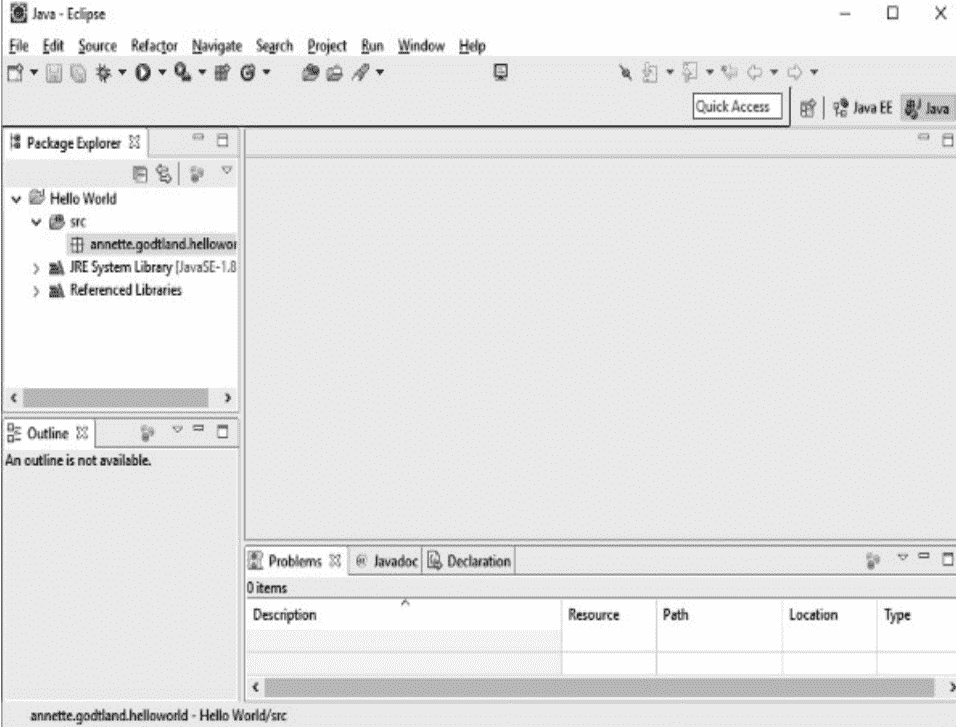 Java - Eclipse
File Edit Source Refactor Navigate Search Project Run Window Help
Quick Access
Java EE
Java
Package Explorer
Hello World
src
annette.godtland.hellowor
JRE System Library [JavaSE-1.8
Referenced Libraries
Outline
An outline is not available.
Problems
Javadoc
Declaration
0 items
Description Resource Path Location Type
annette.godtland.helloworld - Hello World/src